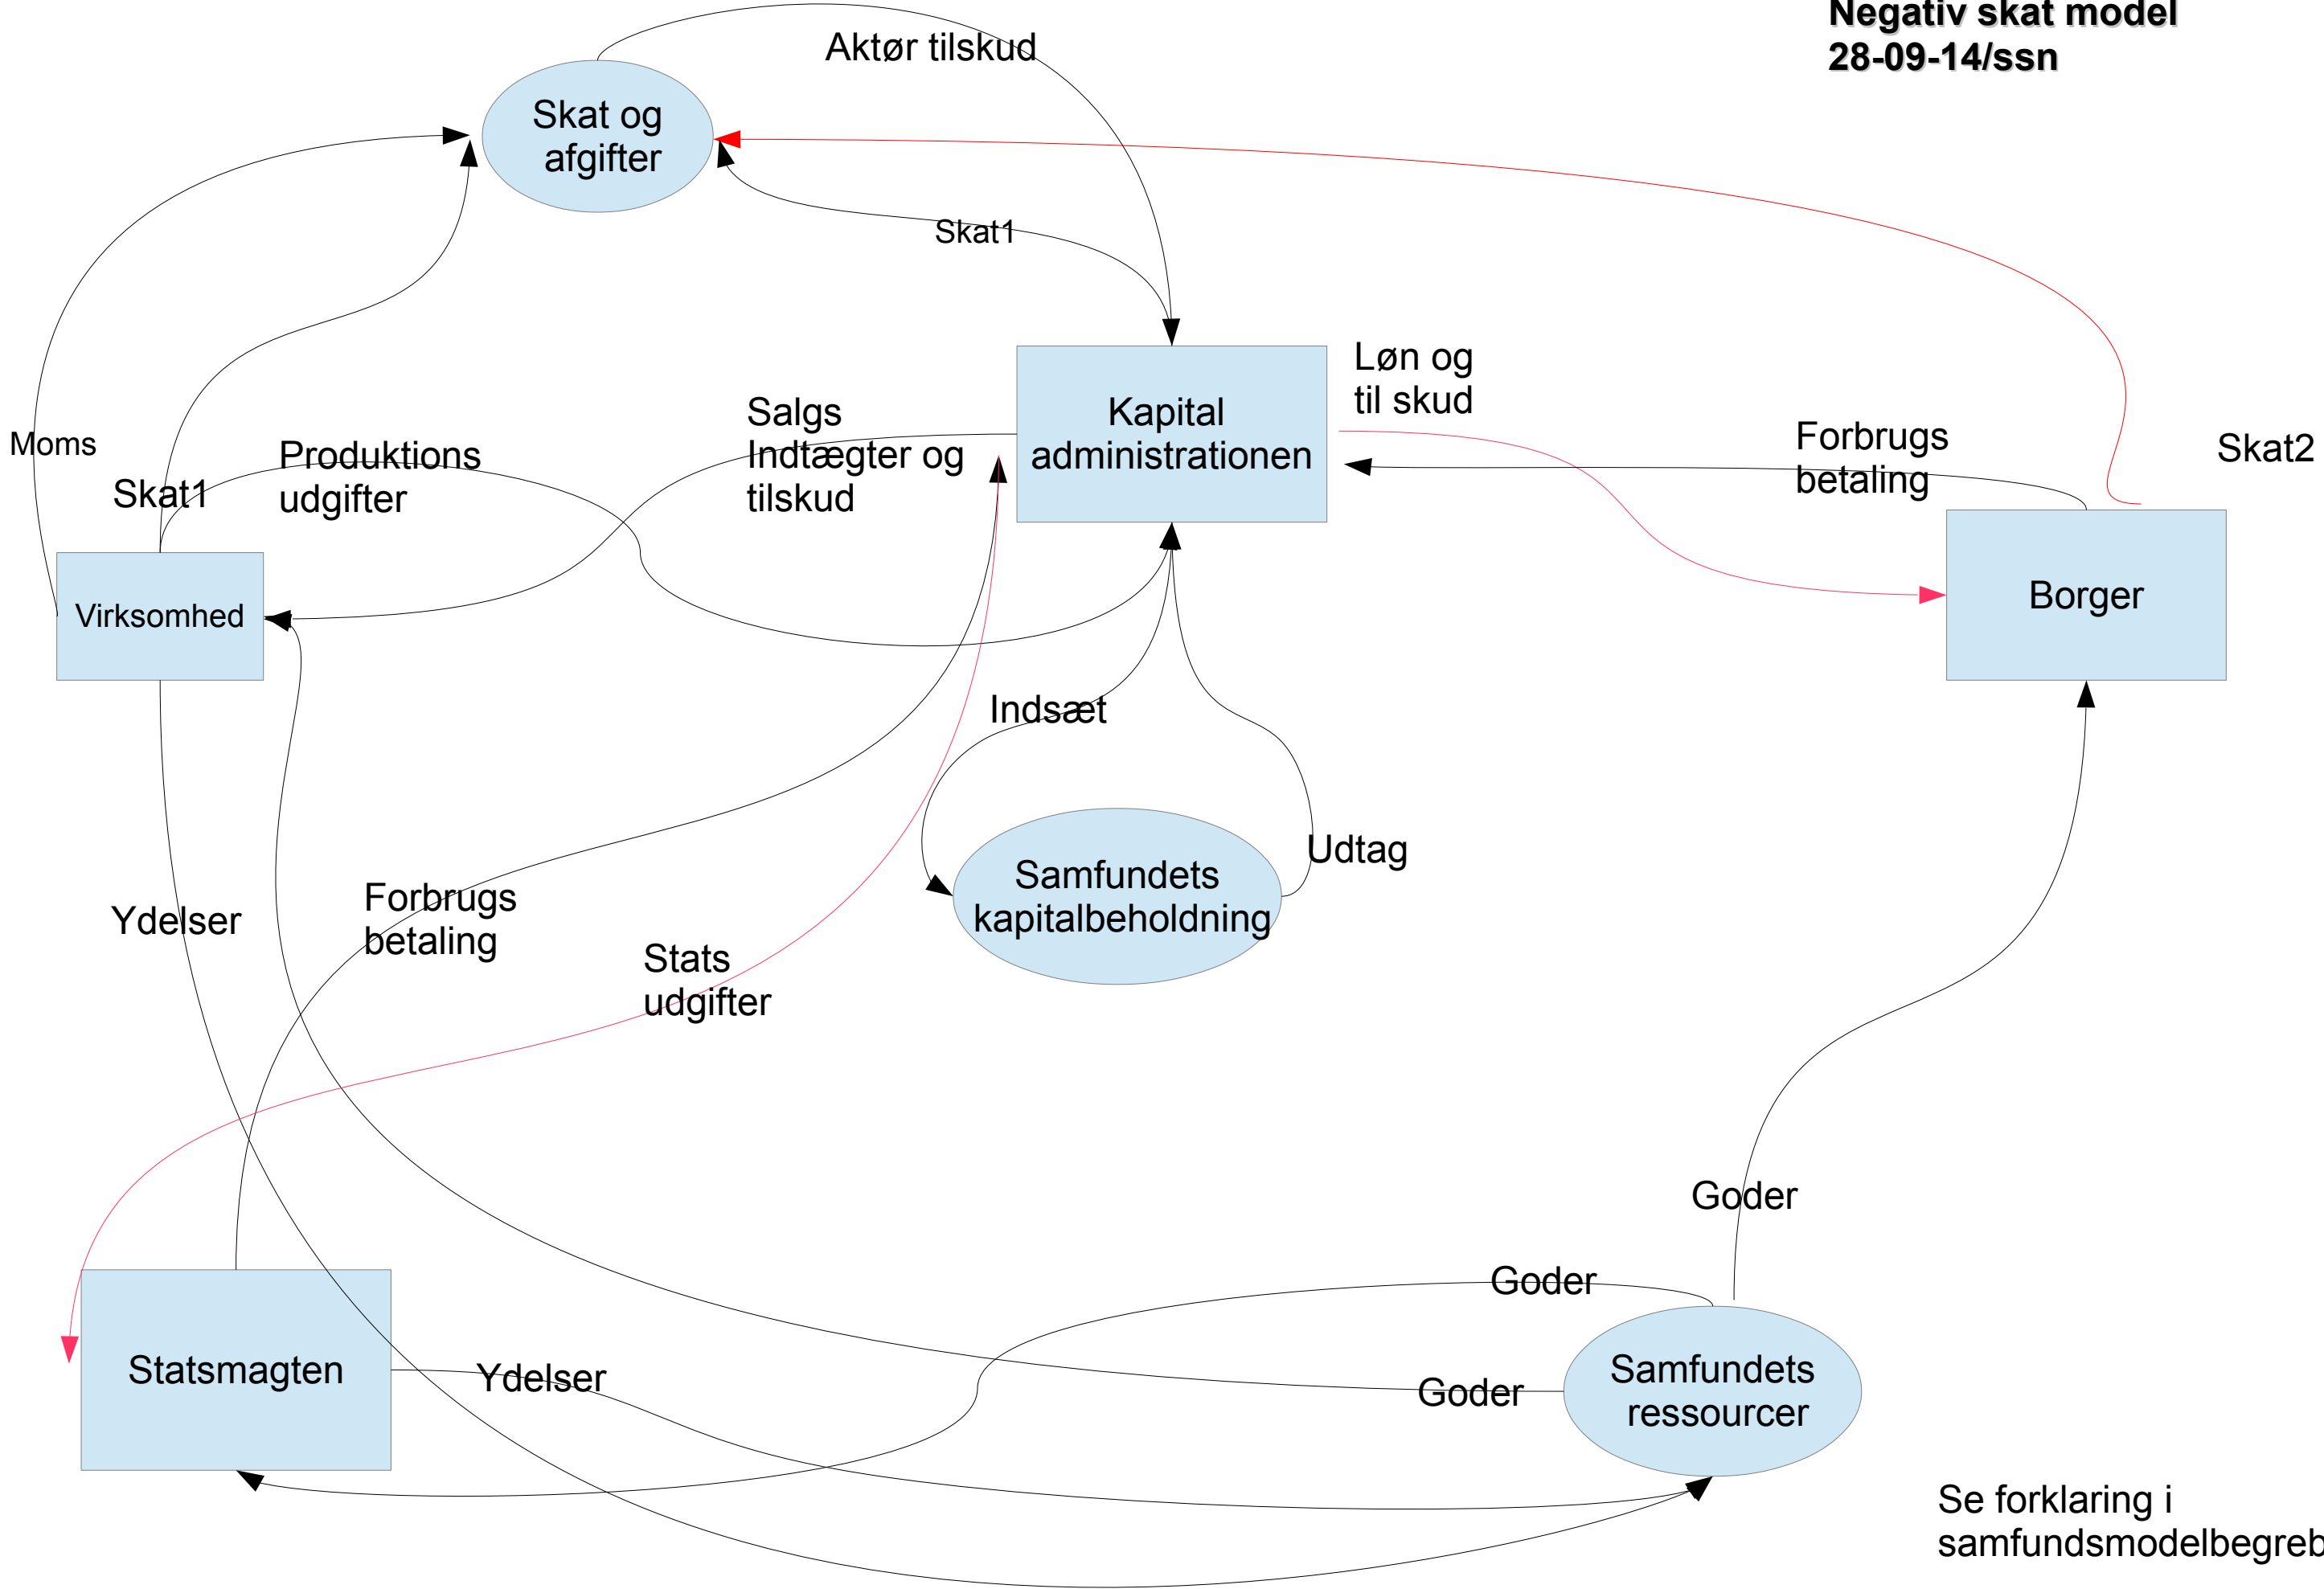 Negativ skat model
28-09-14/ssn
Aktør tilskud
Skat og
afgifter
Skat1
Løn og
til skud
Kapital
administrationen
Salgs
Indtægter og
tilskud
Forbrugs
betaling
Skat2
Moms
Produktions
udgifter
Skat1
Virksomhed
Borger
Indsæt
Udtag
Samfundets
kapitalbeholdning
Forbrugs
betaling
Ydelser
Stats
udgifter
Goder
Goder
Statsmagten
Ydelser
Goder
Samfundets
ressourcer
Se forklaring i
samfundsmodelbegreb